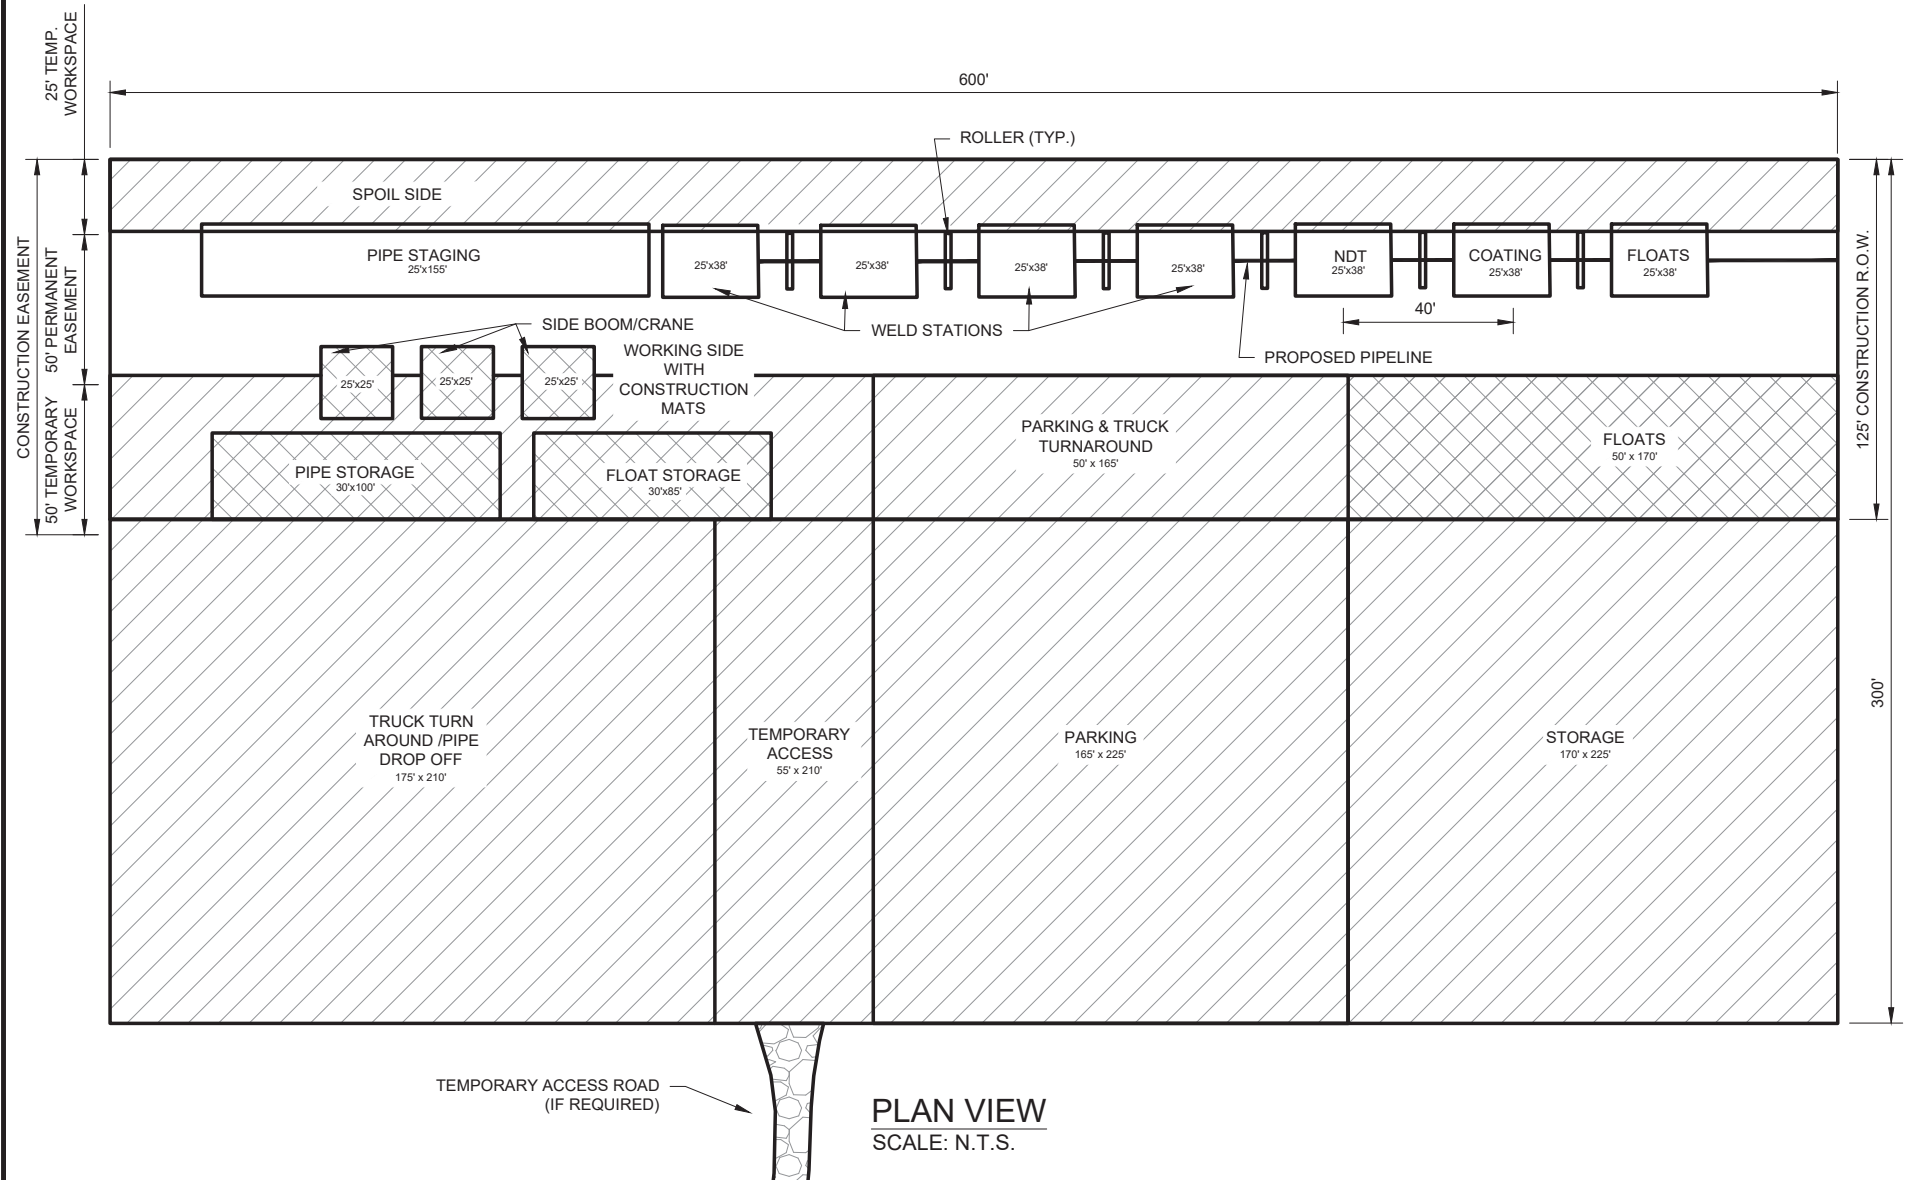 25' TEMP.
WORKSPACE
600'
ROLLER (TYP.)
SPOIL SIDE
PIPE STAGING
25'x155'
25'x38'
25'x38'
25'x38'
25'x38'
NDT
25'x38'
COATING
25'x38'
FLOATS
25'x38'
40'
CONSTRUCTION EASEMENT
50' PERMANENT
EASEMENT
50' TEMPORARY
WORKSPACE
125' CONSTRUCTION R.O.W.
300'
SIDE BOOM/CRANE
WELD STATIONS
PROPOSED PIPELINE
25'x25'
25'x25'
25'x25'
WORKING SIDE
WITH
CONSTRUCTION
MATS
PIPE STORAGE
30'x100'
FLOAT STORAGE
30'x85'
PARKING & TRUCK
TURNAROUND
50' x 165'
FLOATS
50' x 170'
TRUCK TURN
AROUND /PIPE
DROP OFF
175' x 210'
TEMPORARY
ACCESS
55' x 210'
PARKING
165' x 225'
STORAGE
170' x 225'
TEMPORARY ACCESS ROAD
(IF REQUIRED)
PLAN VIEW
SCALE: N.T.S.